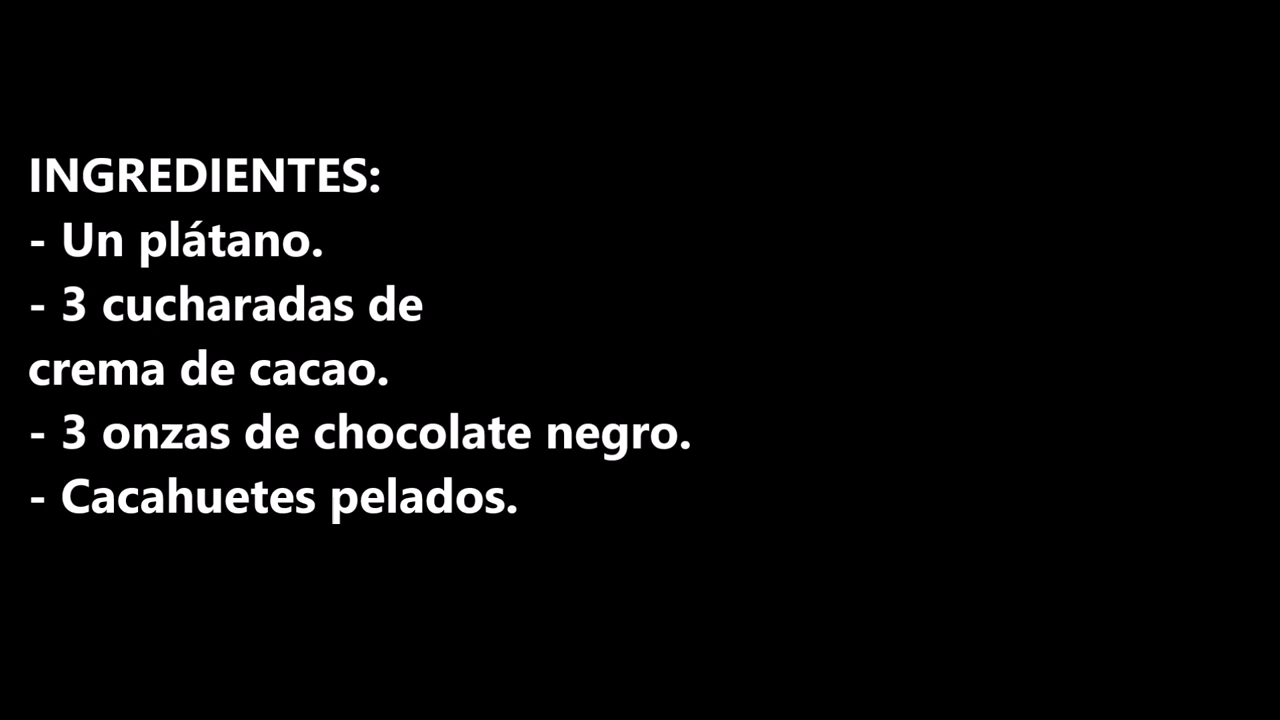 INGREDIENTES:
- Un plátano.
- 3 cucharadas de
crema de cacao.
- 3 onzas de chocolate negro.
- Cacahuetes pelados.